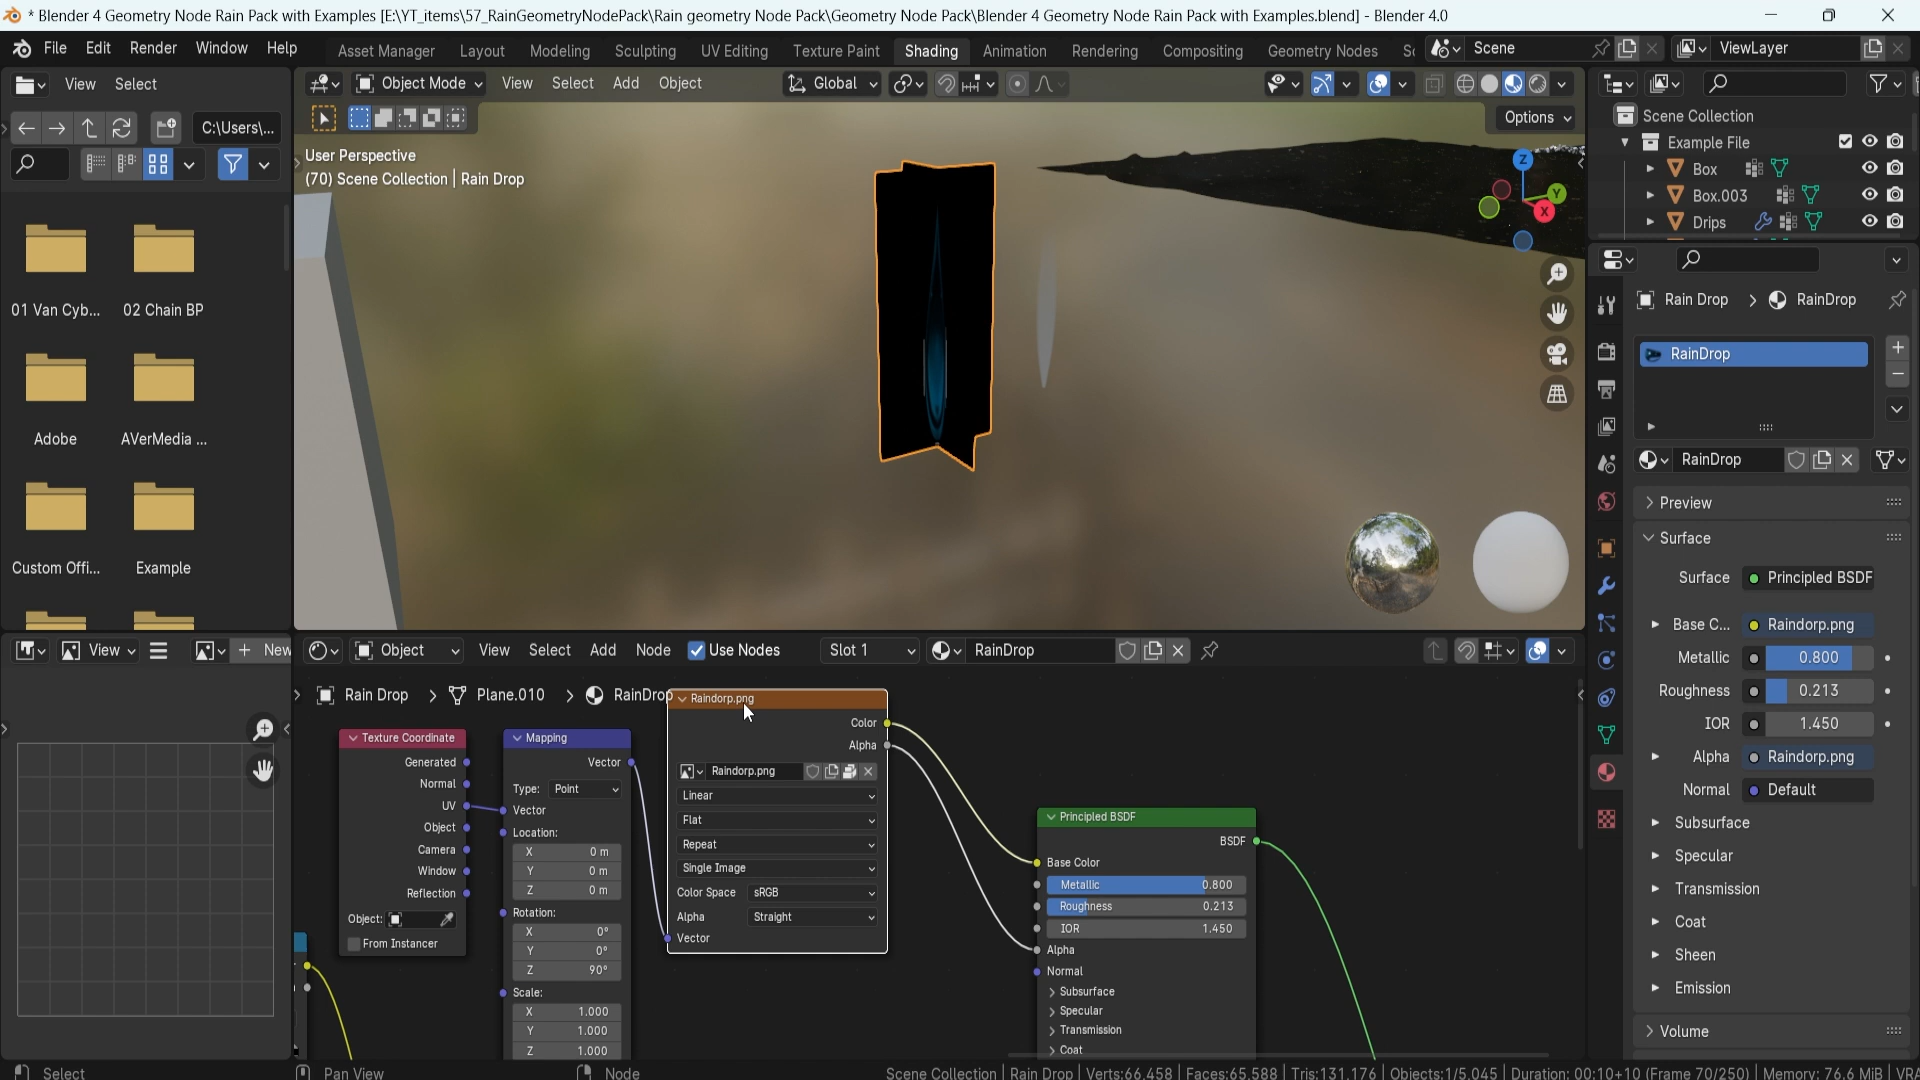 * Blender 4 Geometry Node Rain Pack with Examples [E:\YT_items\57_RainGeometryNodePack\Rain geometry Node Pack\Geometry Node Pack\Blender 4 Geometry Node Rain Pack with Examples.blend] - Blender 4.0
File Edit Render Window Help
Asset Manager Layout Modeling Sculpting UV Editing Texture Paint Shading Animation Rendering Compositing Geometry Nodes
Scene
ViewLayer
View Select
C:\Users\...
01 Van Cyb...
02 Chain BP
Adobe
AVerMedia ...
Custom Offi...
Example
Object Mode View Select Add Object
Global
Options
User Perspective
(70) Scene Collection | Rain Drop
Z
Y
X
Scene Collection
Example File
Box
Box.003
Drips
Rain Drop > RainDrop
RainDrop
RainDrop
Preview
Surface
Surface Principled BSDF
Base C... Raindorp.png
Metallic 0.800
Roughness 0.213
IOR 1.450
Alpha Raindorp.png
Normal Default
Subsurface
Specular
Transmission
Coat
Sheen
Emission
Volume
View
+ New
Object View Select Add Node Use Nodes Slot 1 RainDrop
Rain Drop > Plane.010 > RainDrop
Texture Coordinate
Generated
Normal
UV
Object
Camera
Window
Reflection
Object:
From Instancer
Mapping
Vector
Type: Point
Vector
Location:
X 0 m
Y 0 m
Z 0 m
Rotation:
X 0°
Y 0°
Z 90°
Scale:
X 1.000
Y 1.000
Z 1.000
Raindorp.png
Color
Alpha
Raindorp.png
Linear
Flat
Repeat
Single Image
Color Space sRGB
Alpha Straight
Vector
Principled BSDF
BSDF
Base Color
Metallic 0.800
Roughness 0.213
IOR 1.450
Alpha
Normal
Subsurface
Specular
Transmission
Coat
Select
Pan View
Node
Scene Collection | Rain Drop | Verts:66,458 | Faces:65,588 | Tris:131,176 | Objects:1/5,045 | Duration: 00:10+10 (Frame 70/250) | Memory: 76.6 MiB | VRA